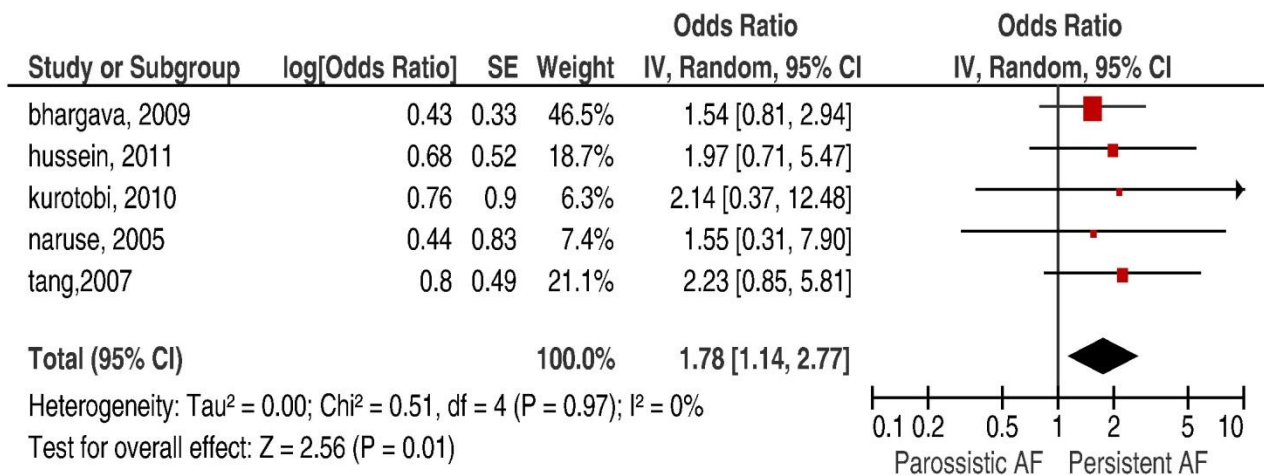 Odds Ratio Odds Ratio
Study or Subgroup log[Odds Ratio] SE Weight IV, Random, 95% CI IV, Random, 95% CI
bhargava, 2009 0.43 0.33 46.5% 1.54 [0.81, 2.94]
hussein, 2011 0.68 0.52 18.7% 1.97 [0.71, 5.47]
kurotobi, 2010 0.76 0.9 6.3% 2.14 [0.37, 12.48]
naruse, 2005 0.44 0.83 7.4% 1.55 [0.31, 7.90]
tang,2007 0.8 0.49 21.1% 2.23 [0.85, 5.81]
Total (95% CI) 100.0% 1.78 [1.14, 2.77]
Heterogeneity: Tau² = 0.00; Chi² = 0.51, df = 4 (P = 0.97); I² = 0%
Test for overall effect: Z = 2.56 (P = 0.01)
0.1 0.2 0.5 1 2 5 10
Parossistic AF Persistent AF